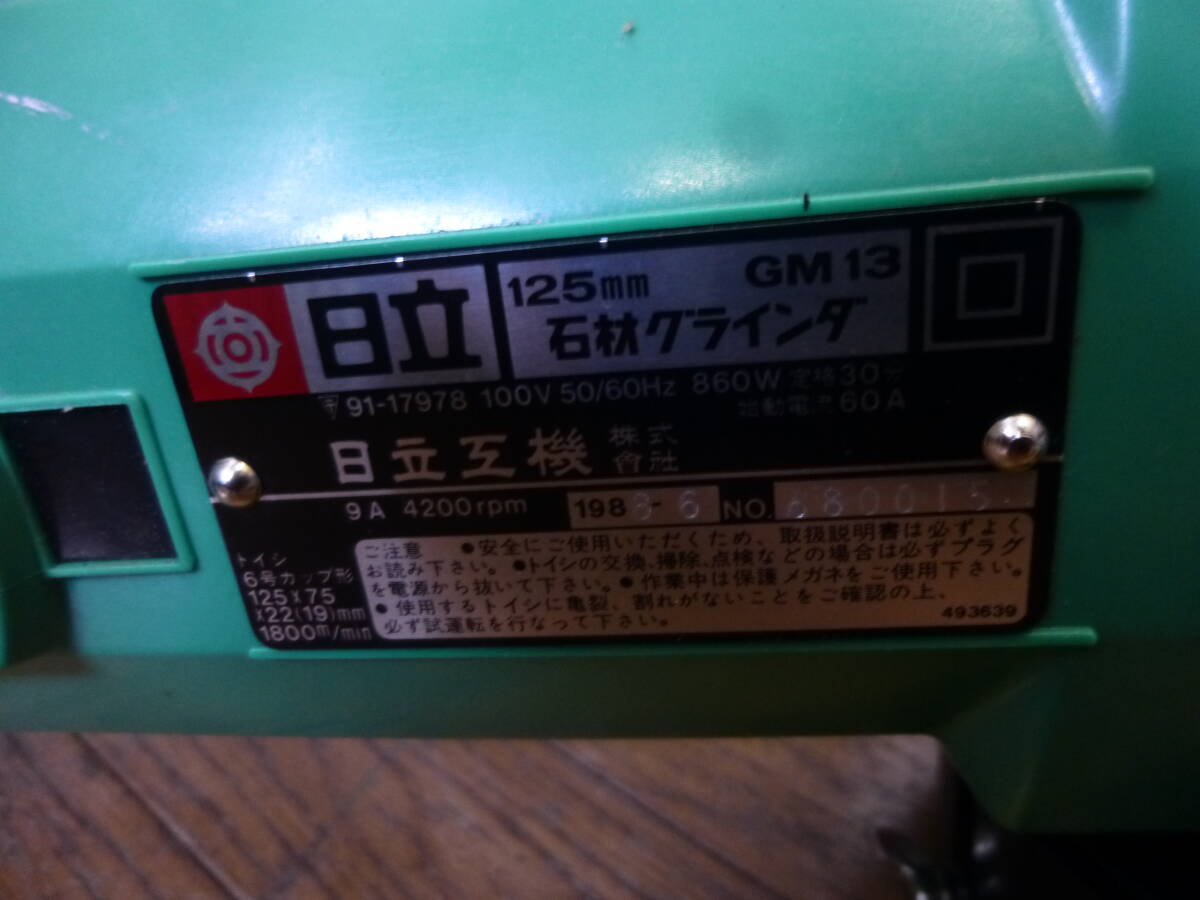 日立
125mm GM13
石材グラインダ
〒91-17978 100V 50/60Hz 860W 定格30分
始動電流60A
日立工機 株式會社
9A 4200rpm 1988-6 NO. 680015
トイシ
6号カップ形
125×75
×22(19)mm
1800m/min
ご注意 ●安全にご使用いただくため、取扱説明書は必ずよく
お読み下さい。●トイシの交換、掃除、点検などの場合は必ずプラグ
を電源から抜いて下さい。●作業中は保護メガネをご使用下さい。
●使用するトイシに亀裂、割れがないことをご確認の上、
必ず試運転を行なって下さい。
493639